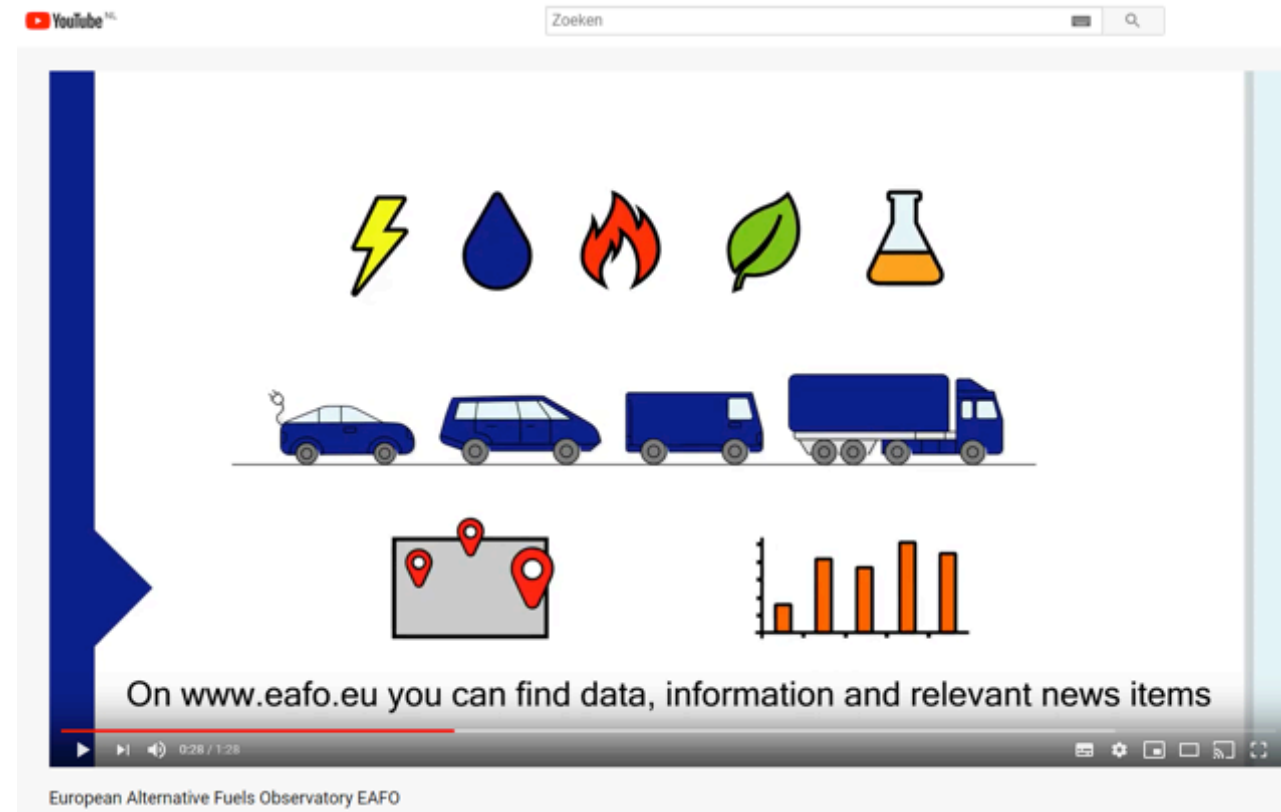 YouTube NL
Zoeken
On www.eafo.eu you can find data, information and relevant news items
0:28 / 1:28
European Alternative Fuels Observatory EAFO